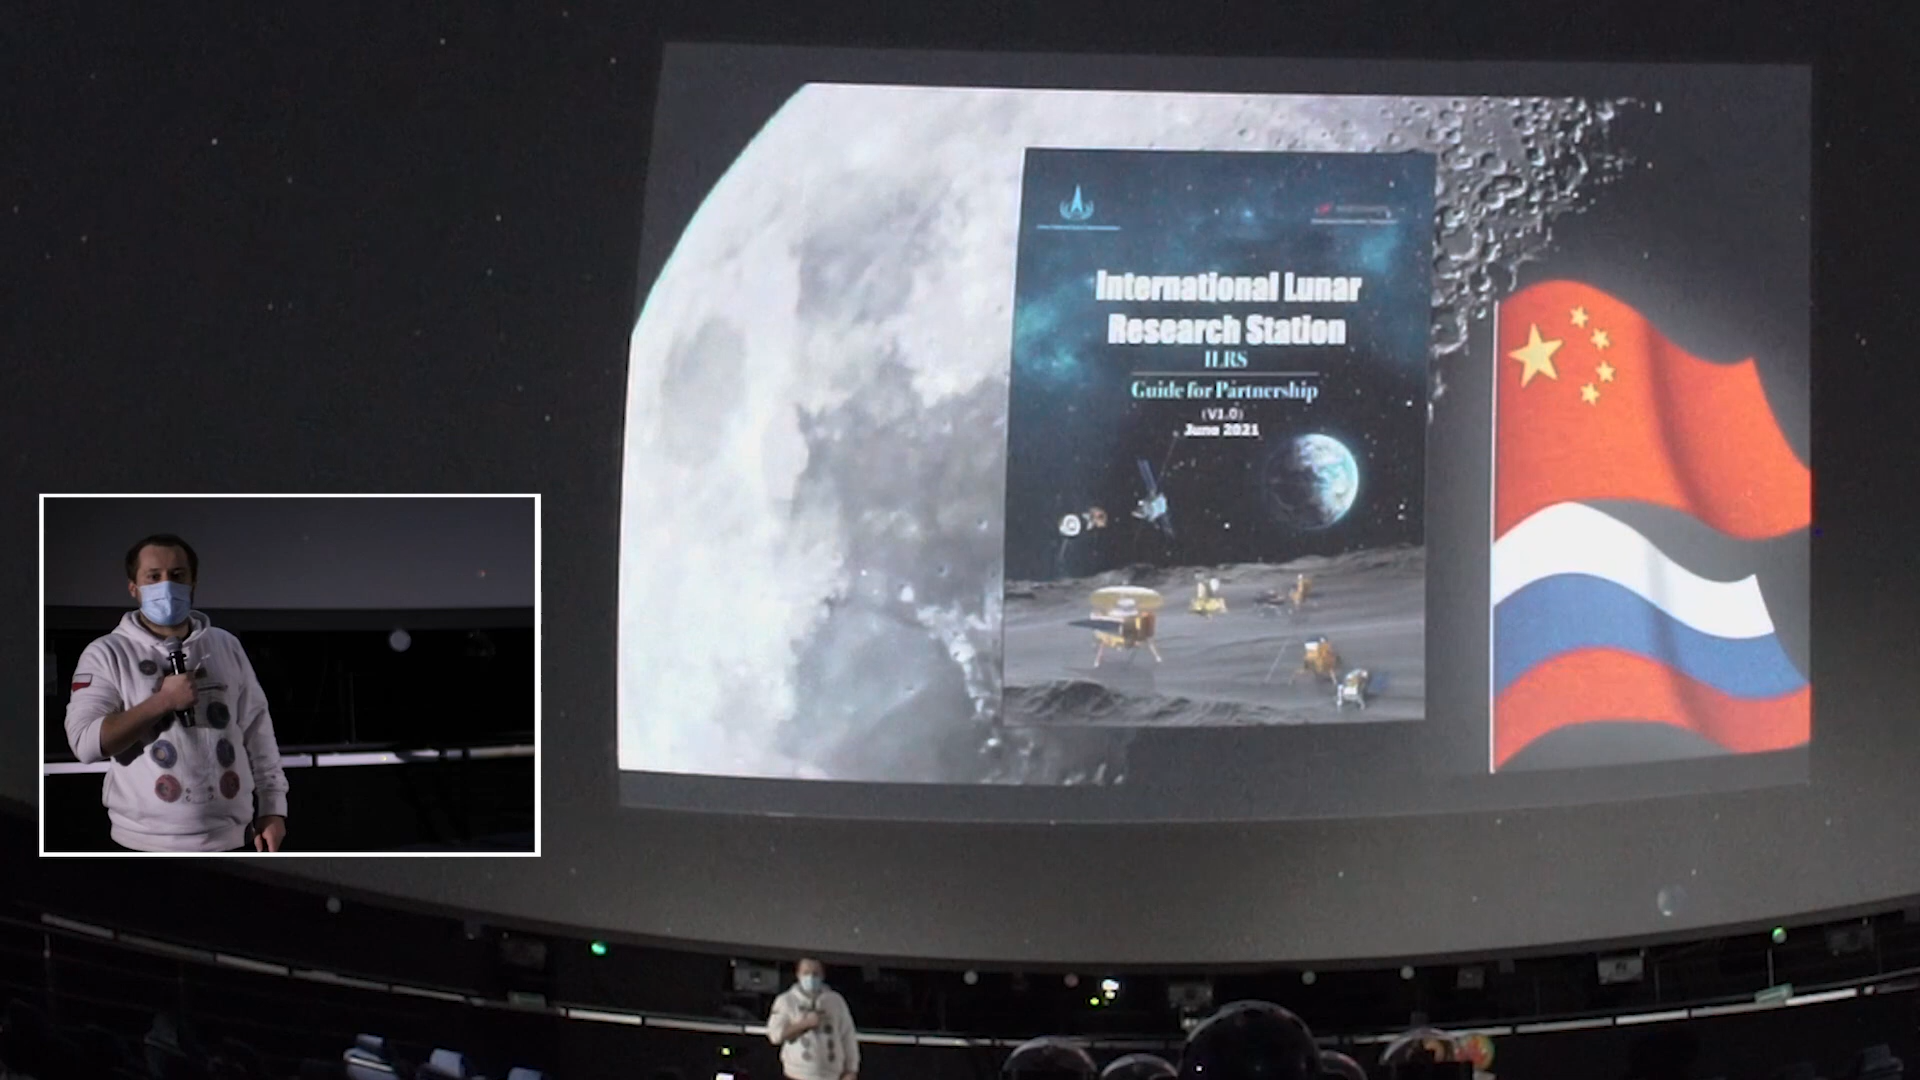 International Lunar
Research Station
ILRS
Guide for Partnership
(V1.0)
June 2021